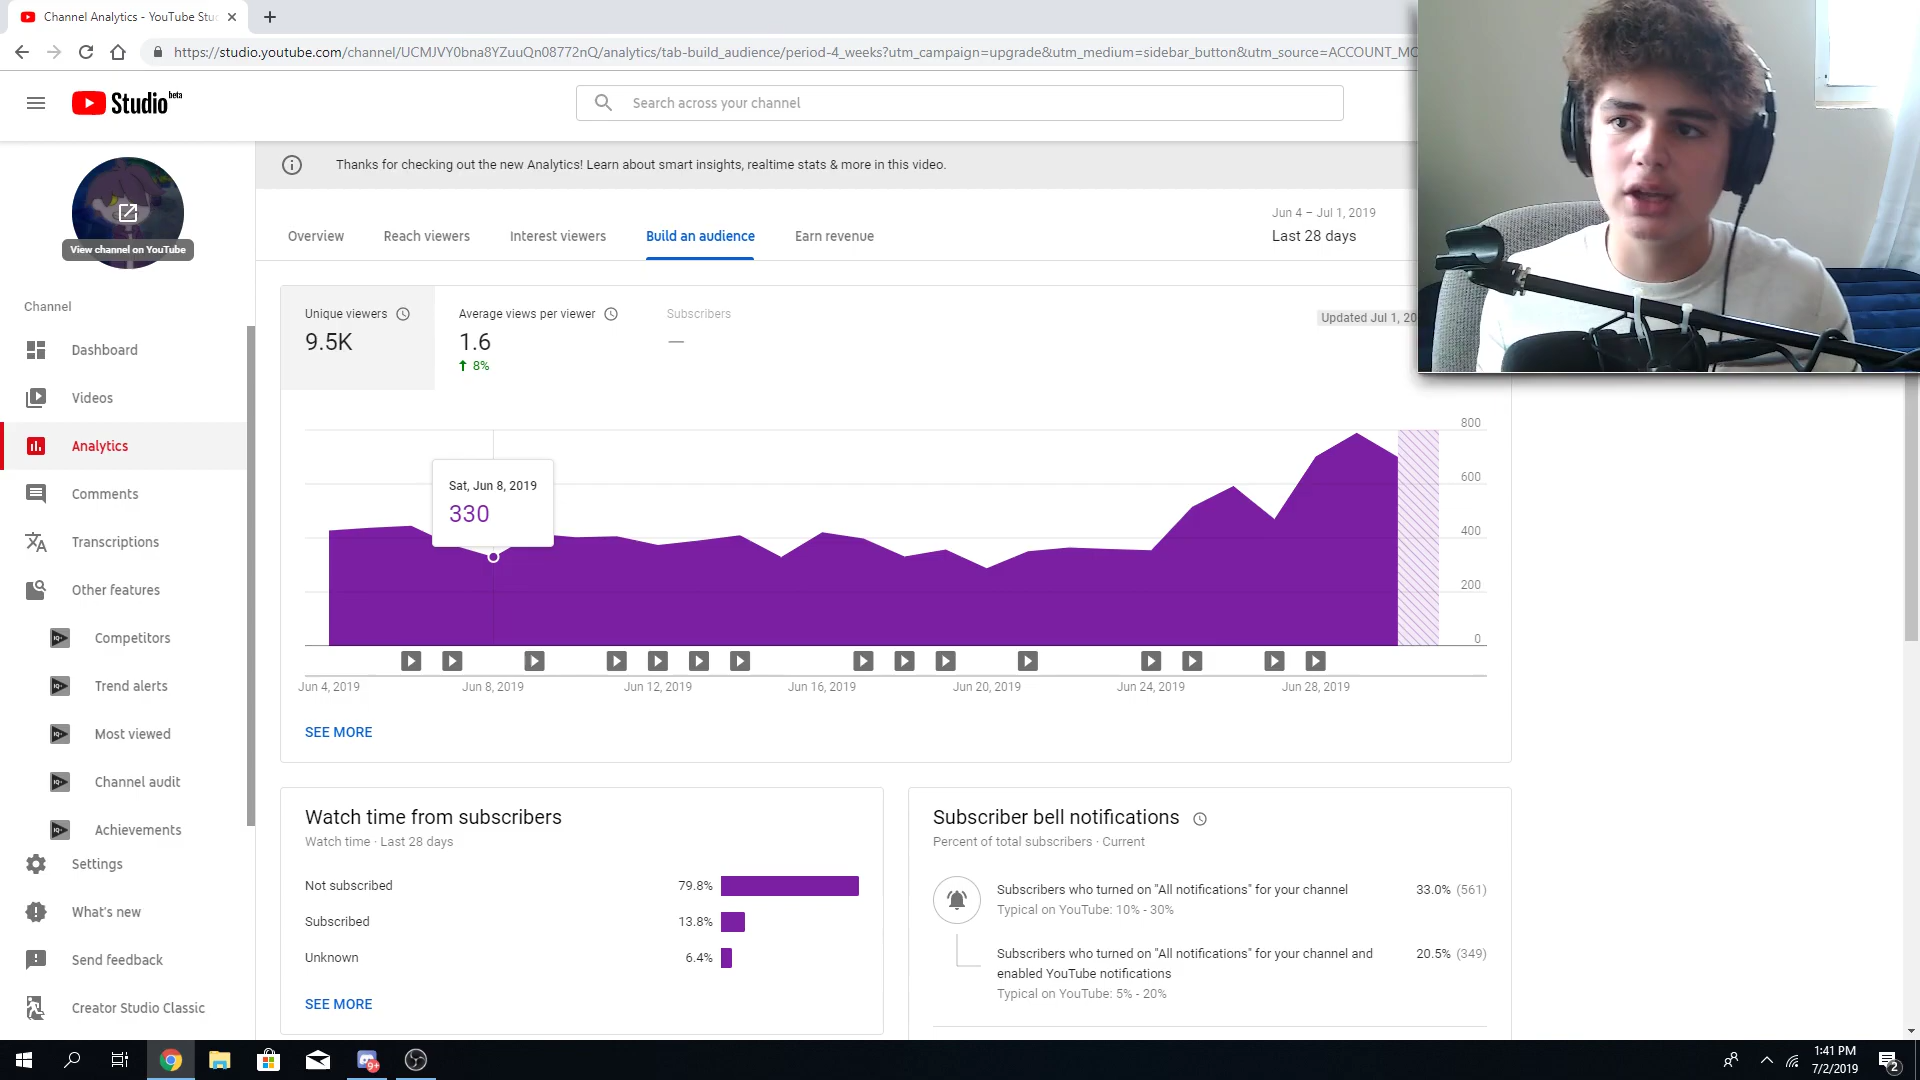 Channel Analytics - YouTube Stu
https://studio.youtube.com/channel/UCMJVY0bna8YZuuQn08772nQ/analytics/tab-build_audience/period-4_weeks?utm_campaign=upgrade&utm_medium=sidebar_button&utm_source=ACCOUNT_MO
Studio beta
Search across your channel
Thanks for checking out the new Analytics! Learn about smart insights, realtime stats & more in this video.
View channel on YouTube
Jun 4 – Jul 1, 2019
Overview
Reach viewers
Interest viewers
Build an audience
Earn revenue
Last 28 days
Channel
Dashboard
Videos
Analytics
Comments
Transcriptions
Other features
Competitors
Trend alerts
Most viewed
Channel audit
Achievements
Settings
What's new
Send feedback
Creator Studio Classic
Unique viewers
9.5K
Average views per viewer
1.6
8%
Subscribers
—
Updated Jul 1, 20
800
600
400
200
0
Sat, Jun 8, 2019
330
Jun 4, 2019
Jun 8, 2019
Jun 12, 2019
Jun 16, 2019
Jun 20, 2019
Jun 24, 2019
Jun 28, 2019
SEE MORE
Watch time from subscribers
Watch time · Last 28 days
Not subscribed 79.8%
Subscribed 13.8%
Unknown 6.4%
SEE MORE
Subscriber bell notifications
Percent of total subscribers · Current
Subscribers who turned on "All notifications" for your channel 33.0% (561)
Typical on YouTube: 10% - 30%
Subscribers who turned on "All notifications" for your channel and 20.5% (349)
enabled YouTube notifications
Typical on YouTube: 5% - 20%
9+
1:41 PM
7/2/2019
2